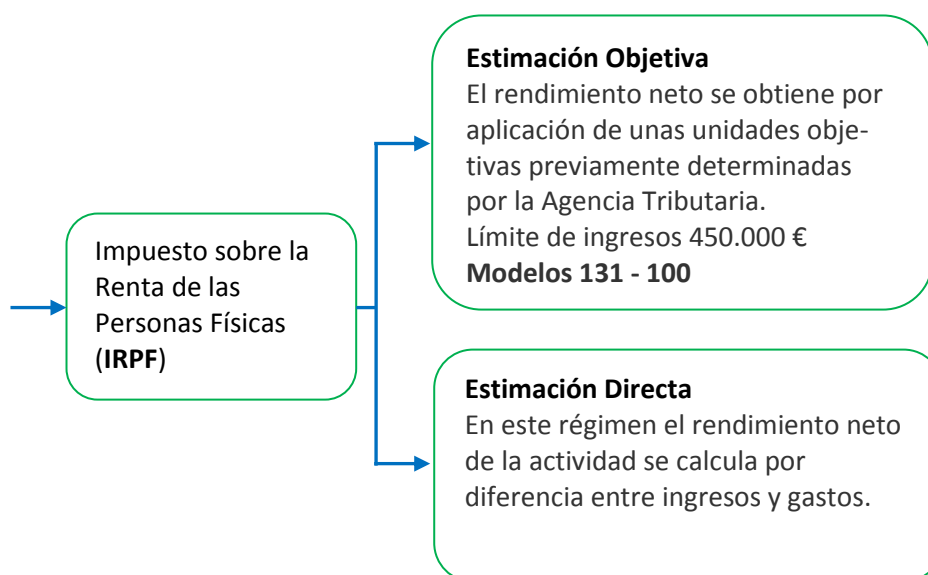 Impuesto sobre la
Renta de las
Personas Físicas
(IRPF)
Estimación Objetiva
El rendimiento neto se obtiene por
aplicación de unas unidades obje-
tivas previamente determinadas
por la Agencia Tributaria.
Límite de ingresos 450.000 €
Modelos 131 - 100
Estimación Directa
En este régimen el rendimiento neto
de la actividad se calcula por
diferencia entre ingresos y gastos.